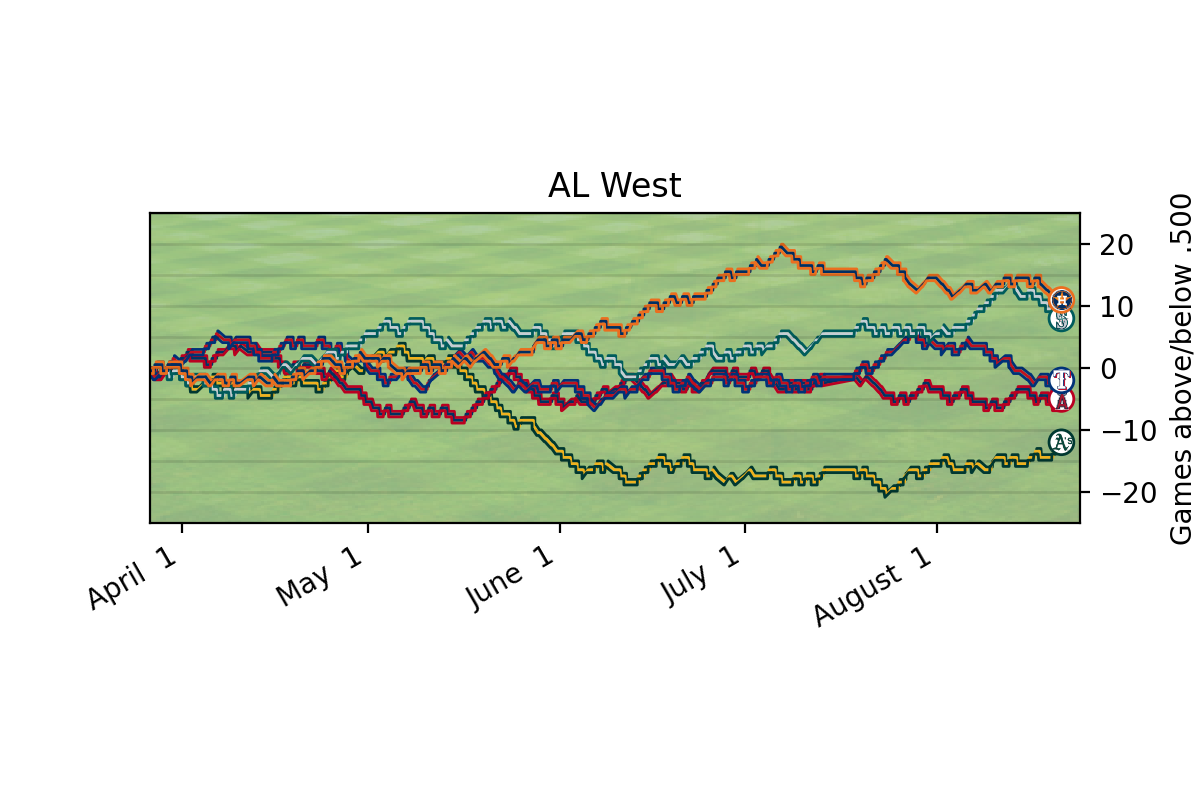 AL West
20
10
0
−10
−20
Games above/below .500
S
T
A
A's
April 1
May 1
June 1
July 1
August 1